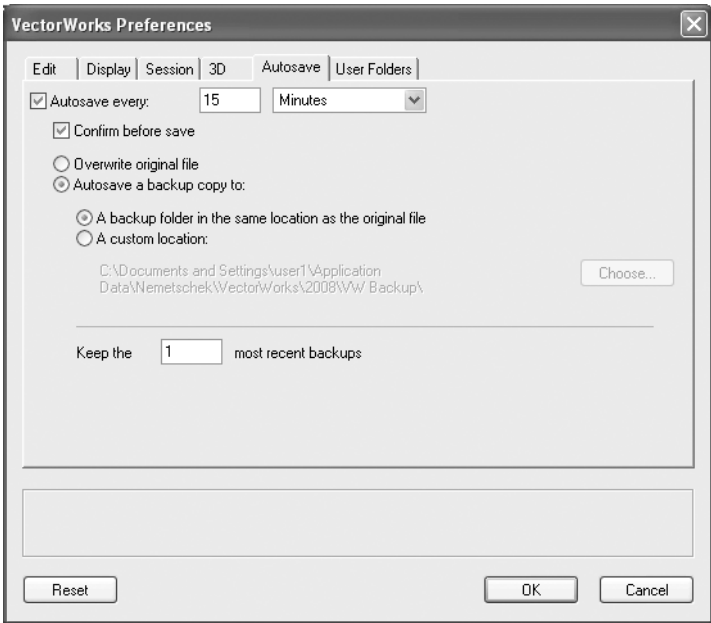 VectorWorks Preferences
Edit Display Session 3D Autosave User Folders
Autosave every: 15 Minutes
Confirm before save
Overwrite original file
Autosave a backup copy to:
A backup folder in the same location as the original file
A custom location:
C:\Documents and Settings\user1\Application
Data\Nemetschek\VectorWorks\2008\VW Backup\
Choose...
Keep the 1 most recent backups
Reset OK Cancel